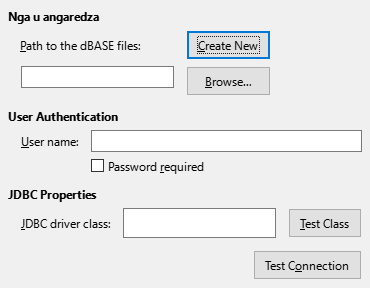 Nga u angaredza
Path to the dBASE files:
Create New
Browse...
User Authentication
User name:
Password required
JDBC Properties
JDBC driver class:
Test Class
Test Connection